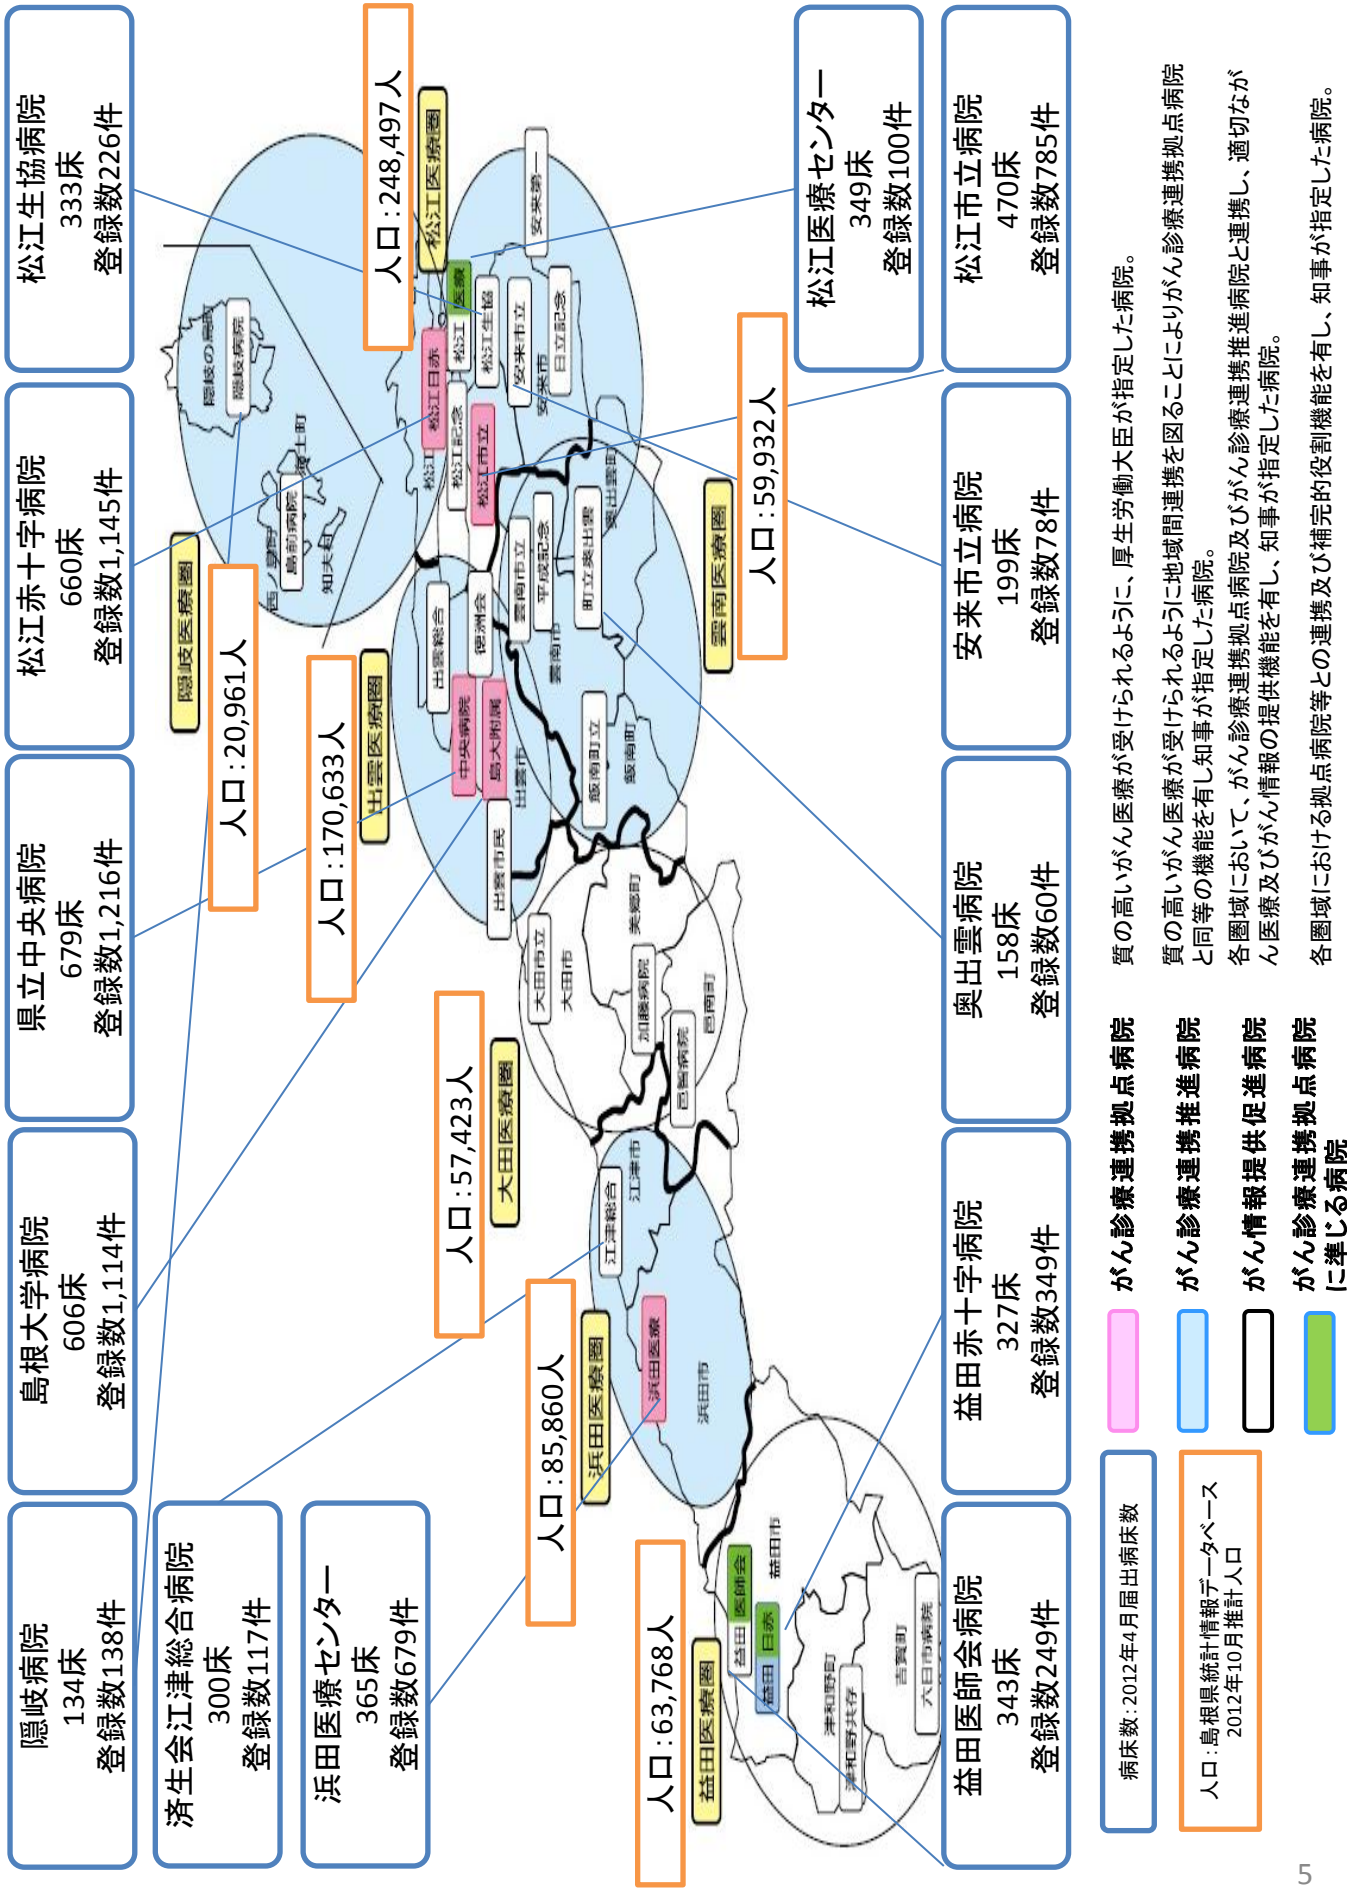 隠岐病院
134床
登録数138件
島根大学病院
606床
登録数1,114件
県立中央病院
679床
登録数1,216件
松江赤十字病院
660床
登録数1,145件
松江生協病院
333床
登録数226件
済生会江津総合病院
300床
登録数117件
浜田医療センター
365床
登録数679件
隠岐医療圏
人口:20,961人
隠岐の島町
隠岐病院
西ノ島町
海士町
島前病院
知夫村
人口:248,497人
松江医療圏
人口:170,633人
出雲医療圏
人口:57,423人
大田医療圏
人口:85,860人
浜田医療圏
人口:63,768人
益田医療圏
人口:59,932人
雲南医療圏
松江日赤
松江
松江 医療
松江記念
松江生協
松江市立
安来市立
安来市
日立記念
安来第一
出雲総合
中央病院
島大附属
徳洲会
出雲市
出雲市民
雲南市立
平成記念
雲南市
町立奥出雲
奥出雲町
飯南町立
飯南町
大田市立
大田市
美郷町
加藤病院
邑智病院
邑南町
江津総合
江津市
浜田医療
浜田市
益田 医師会
益田 日赤
益田市
津和野町
津和野共存
吉賀町
六日市病院
松江医療センター
349床
登録数100件
益田医師会病院
343床
登録数249件
益田赤十字病院
327床
登録数349件
奥出雲病院
158床
登録数60件
安来市立病院
199床
登録数78件
松江市立病院
470床
登録数785件
病床数:2012年4月届出病床数
人口:島根県統計情報データベース
2012年10月推計人口
がん診療連携拠点病院
質の高いがん医療が受けられるように、厚生労働大臣が指定した病院。
がん診療連携推進病院
質の高いがん医療が受けられるように地域間連携を図ることによりがん診療連携拠点病院
と同等の機能を有し知事が指定した病院。
がん情報提供促進病院
各圏域において、がん診療連携拠点病院及びがん診療連携推進病院と連携し、適切なが
ん医療及びがん情報の提供機能を有し、知事が指定した病院。
がん診療連携拠点病院
に準じる病院
各圏域における拠点病院等との連携及び補完的役割機能を有し、知事が指定した病院。
5